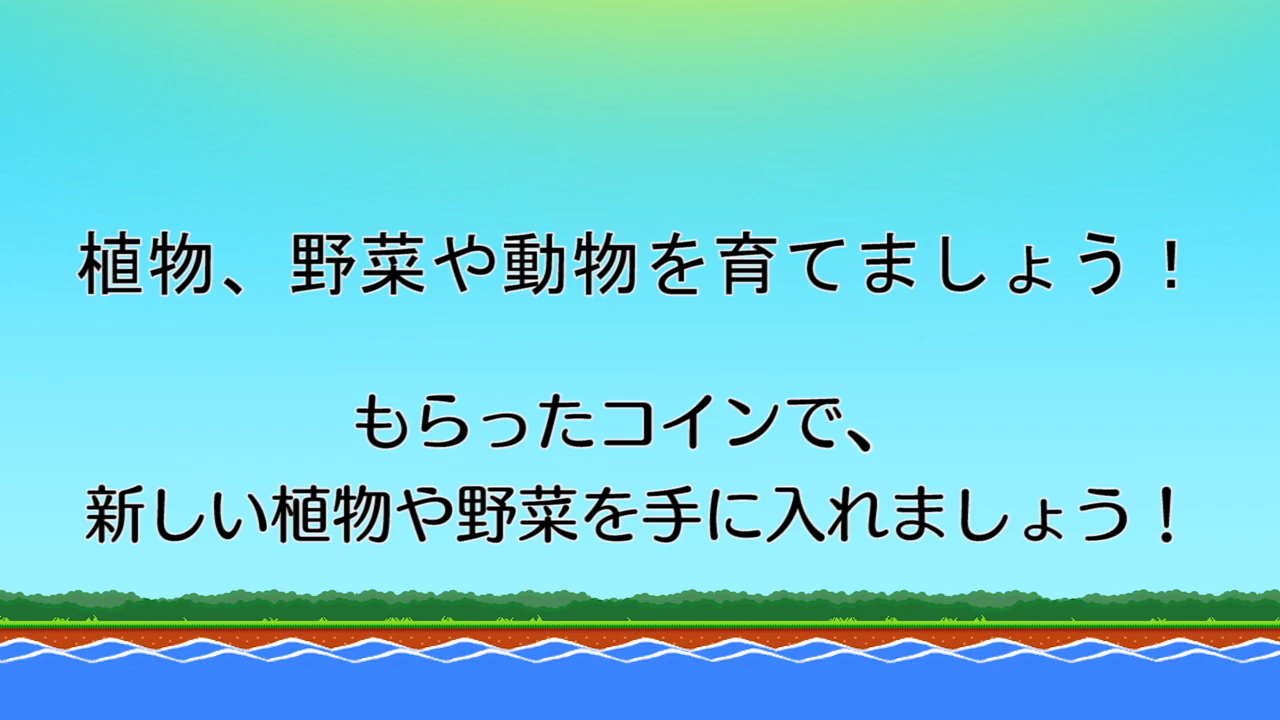 植物、野菜や動物を育てましょう！
もらったコインで、
新しい植物や野菜を手に入れましょう！